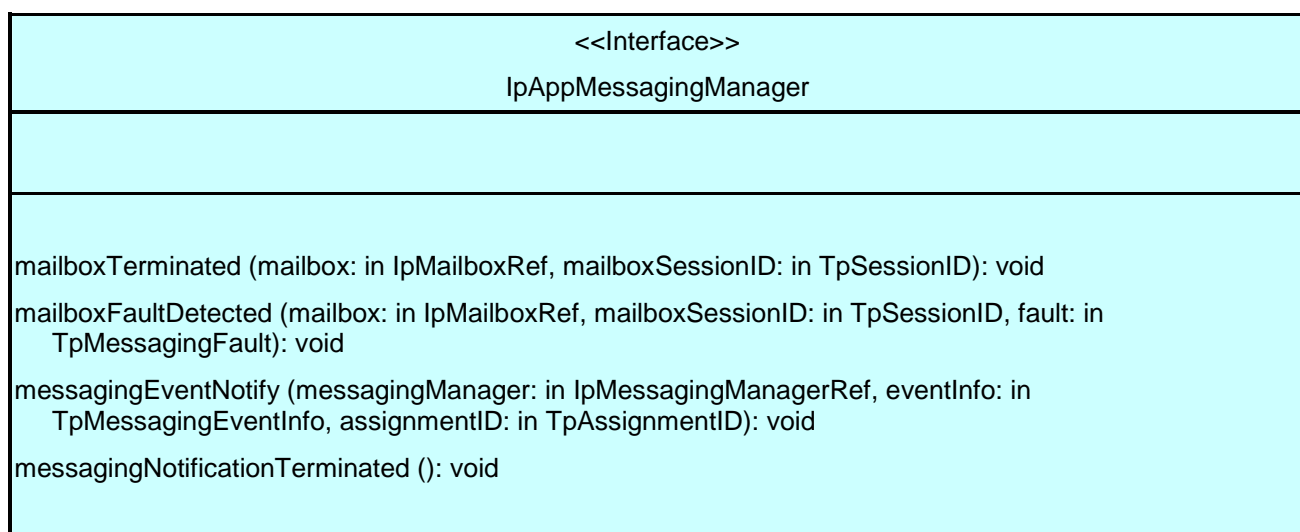 <<Interface>>
IpAppMessagingManager
mailboxTerminated (mailbox: in IpMailboxRef, mailboxSessionID: in TpSessionID): void
mailboxFaultDetected (mailbox: in IpMailboxRef, mailboxSessionID: in TpSessionID, fault: in
TpMessagingFault): void
messagingEventNotify (messagingManager: in IpMessagingManagerRef, eventInfo: in
TpMessagingEventInfo, assignmentID: in TpAssignmentID): void
messagingNotificationTerminated (): void